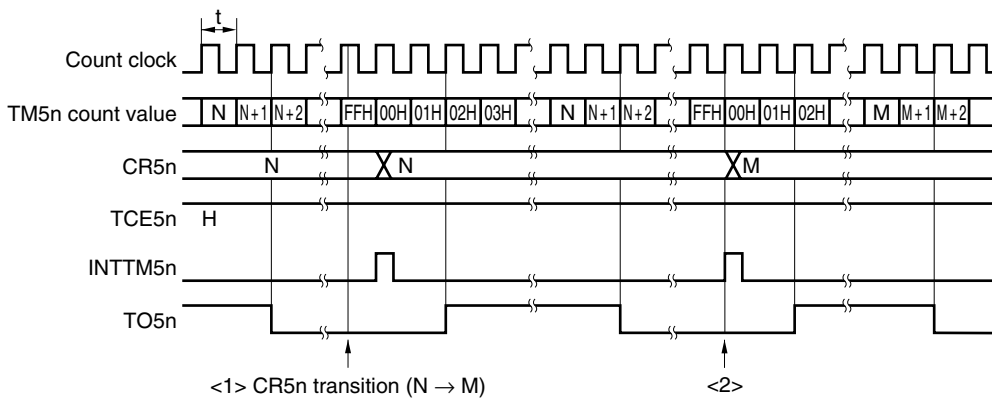 t
Count clock
TM5n count value N N+1 N+2 FFH 00H 01H 02H 03H N N+1 N+2 FFH 00H 01H 02H M M+1 M+2
CR5n N N M
TCE5n H
INTTM5n
TO5n
<1> CR5n transition (N → M) <2>